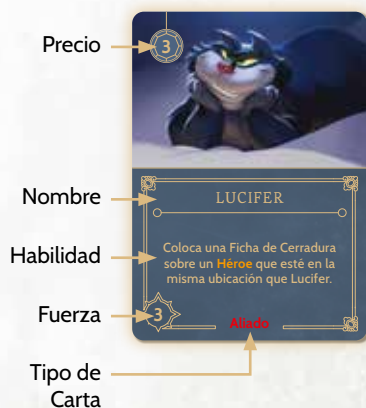 Precio
3
Nombre
LUCIFER
Habilidad
Coloca una Ficha de Cerradura
sobre un Héroe que esté en la
misma ubicación que Lucifer.
Fuerza
3
Aliado
Tipo de
Carta